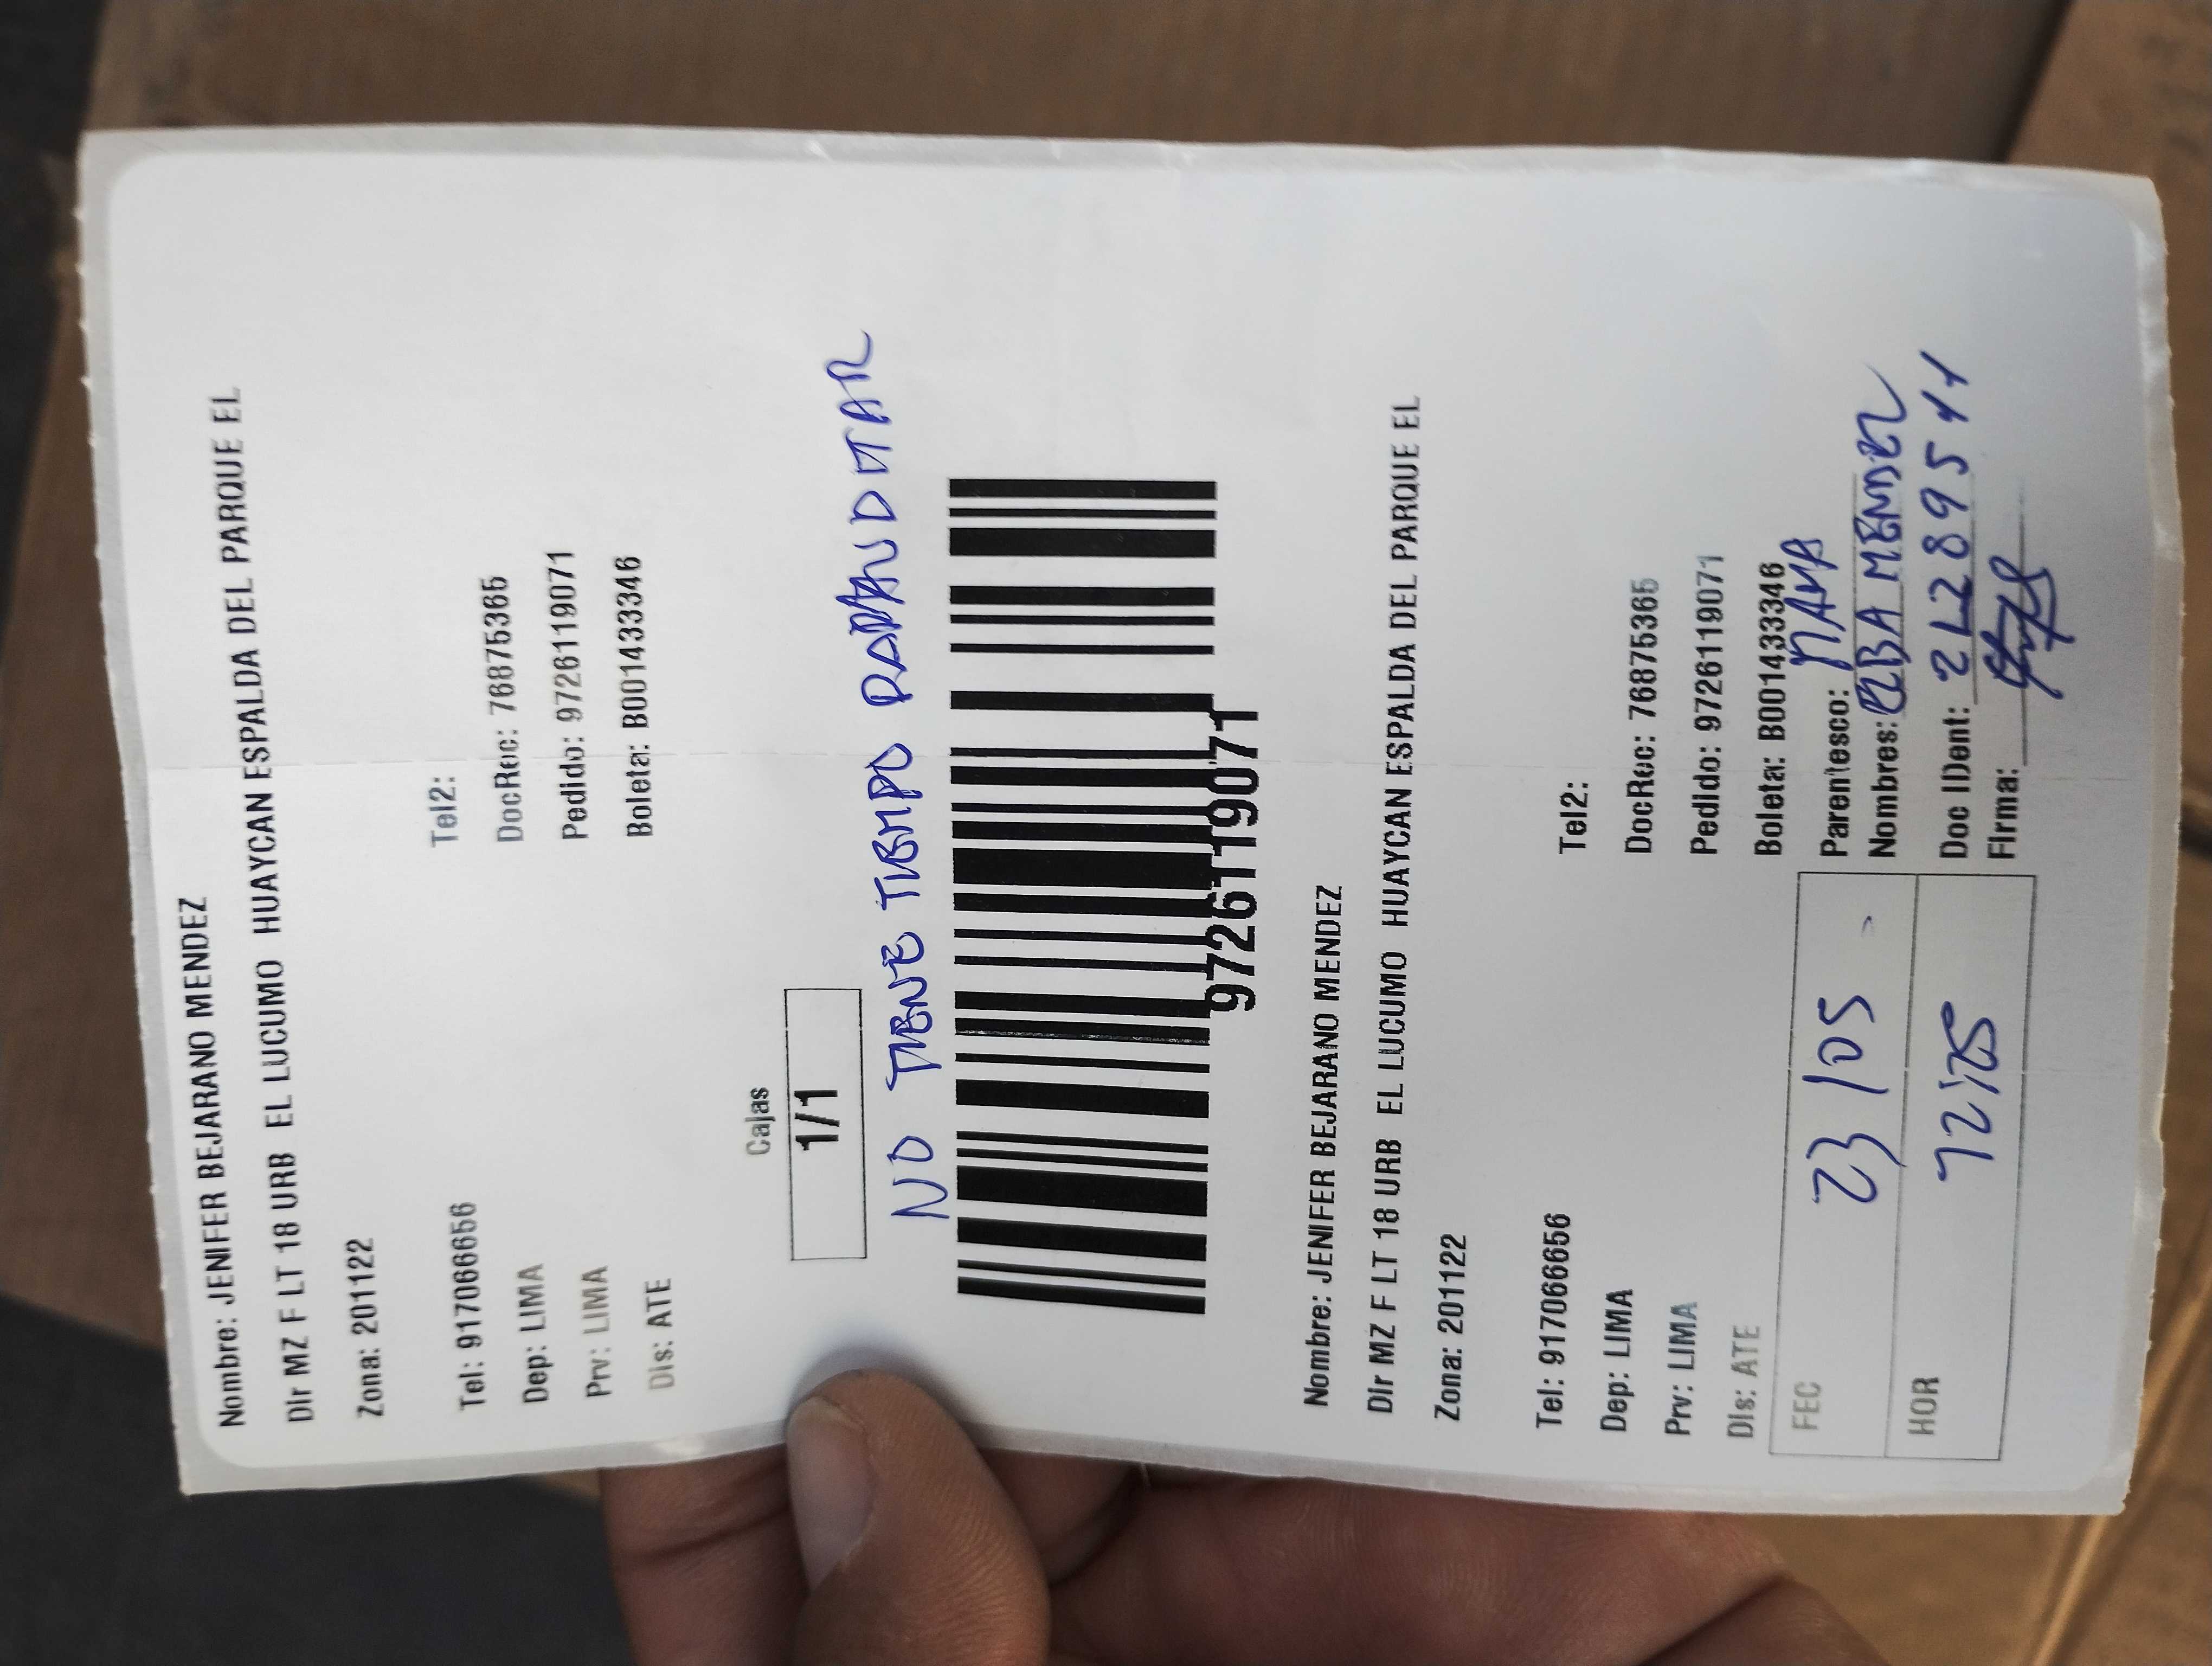 Nombre: JENIFER BEJARANO MENDEZ
Dir MZ F LT 18 URB EL LUCUMO HUAYCAN ESPALDA DEL PARQUE EL
Zona: 201122
Tel: 917066656 Tel2:
Dep: LIMA DocRec: 76875365
Prv: LIMA Pedido: 9726119071
Dis: ATE Boleta: B001433346
Cajas
1/1
NO TIENE TIEMPO
9726119071
Nombre: JENIFER BEJARANO MENDEZ
Dir MZ F LT 18 URB EL LUCUMO HUAYCAN ESPALDA DEL PARQUE EL
Zona: 201122
Tel: 917066656 Tel2:
Dep: LIMA DocRec: 76875365
Prv: LIMA Pedido: 9726119071
Dis: ATE Boleta: B001433346
FEC 23/05 Parentesco: MAMA
Nombres: MENDEZ
HOR Doc IDent:
Firma: